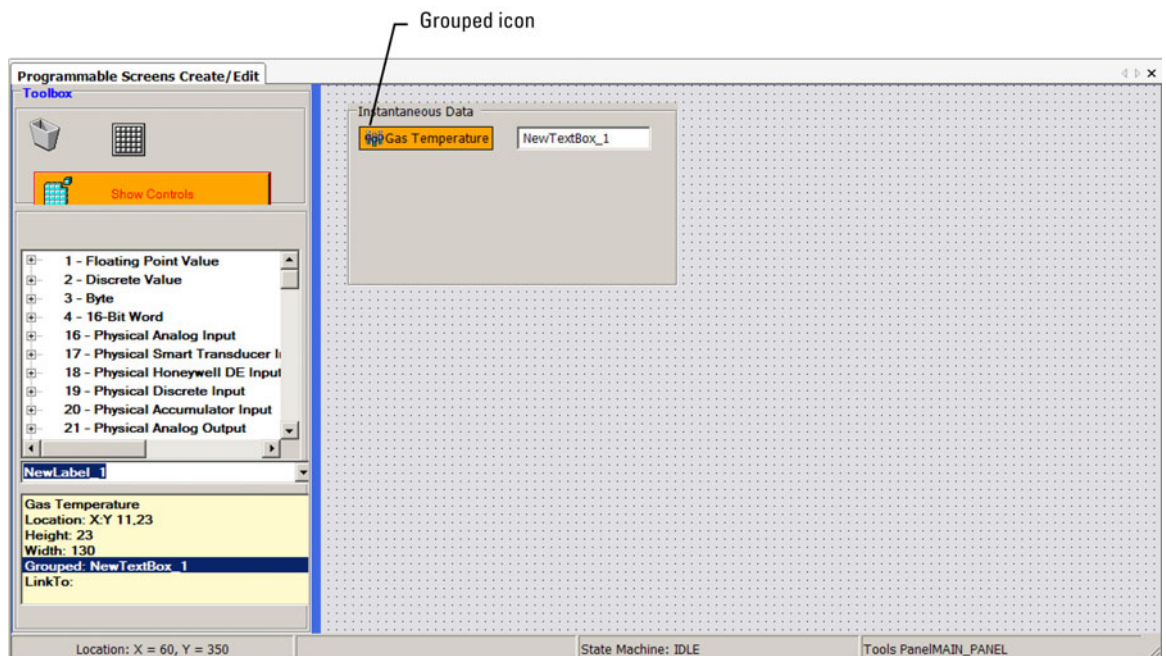 Grouped icon
Programmable Screens Create/Edit
Toolbox
Show Controls
1 - Floating Point Value
2 - Discrete Value
3 - Byte
4 - 16-Bit Word
16 - Physical Analog Input
17 - Physical Smart Transducer
18 - Physical Honeywell DE Input
19 - Physical Discrete Input
20 - Physical Accumulator Input
21 - Physical Analog Output
NewLabel_1
Gas Temperature
Location: X:Y 11,23
Height: 23
Width: 130
Grouped: NewTextBox_1
LinkTo:
Instantaneous Data
Gas Temperature NewTextBox_1
Location: X = 60, Y = 350
State Machine: IDLE
Tools PanelMAIN_PANEL